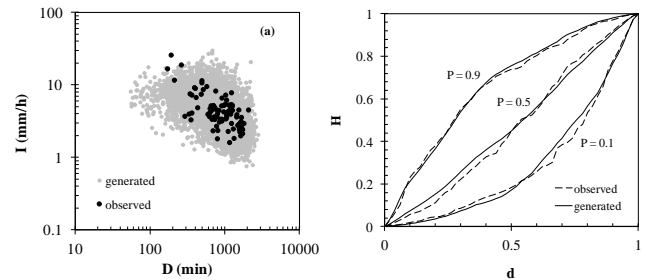 100
10
1
0.1
I (mm/h)
(a)
generated
observed
10
100
1000
10000
D (min)
1
0.8
0.6
0.4
0.2
0
H
P = 0.9
P = 0.5
P = 0.1
observed
generated
0
0.5
1
d